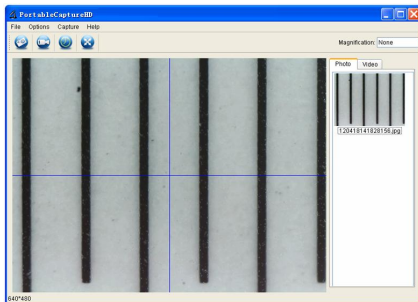 PortableCaptureHD
File Options Capture Help
Magnification: None
Photo Video
120418141828156.jpg
640*480